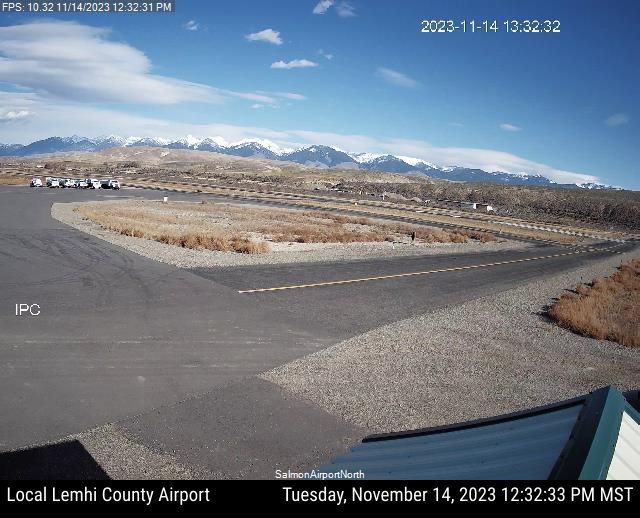 FPS: 10.32 11/14/2023 12:32:31 PM
2023-11-14 13:32:32
IPC
SalmonAirportNorth
Local Lemhi County Airport Tuesday, November 14, 2023 12:32:33 PM MST